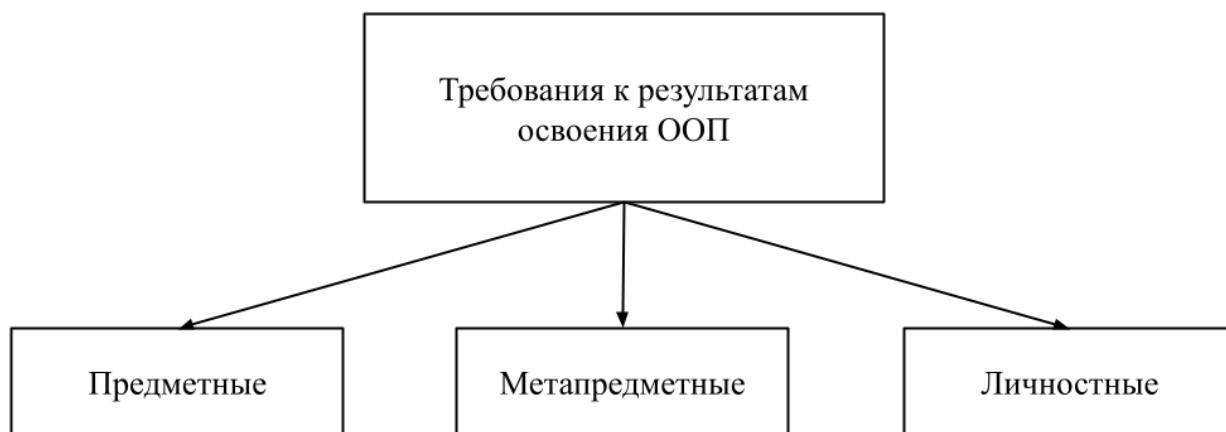 Требования к результатам
освоения ООП
Предметные
Метапредметные
Личностные